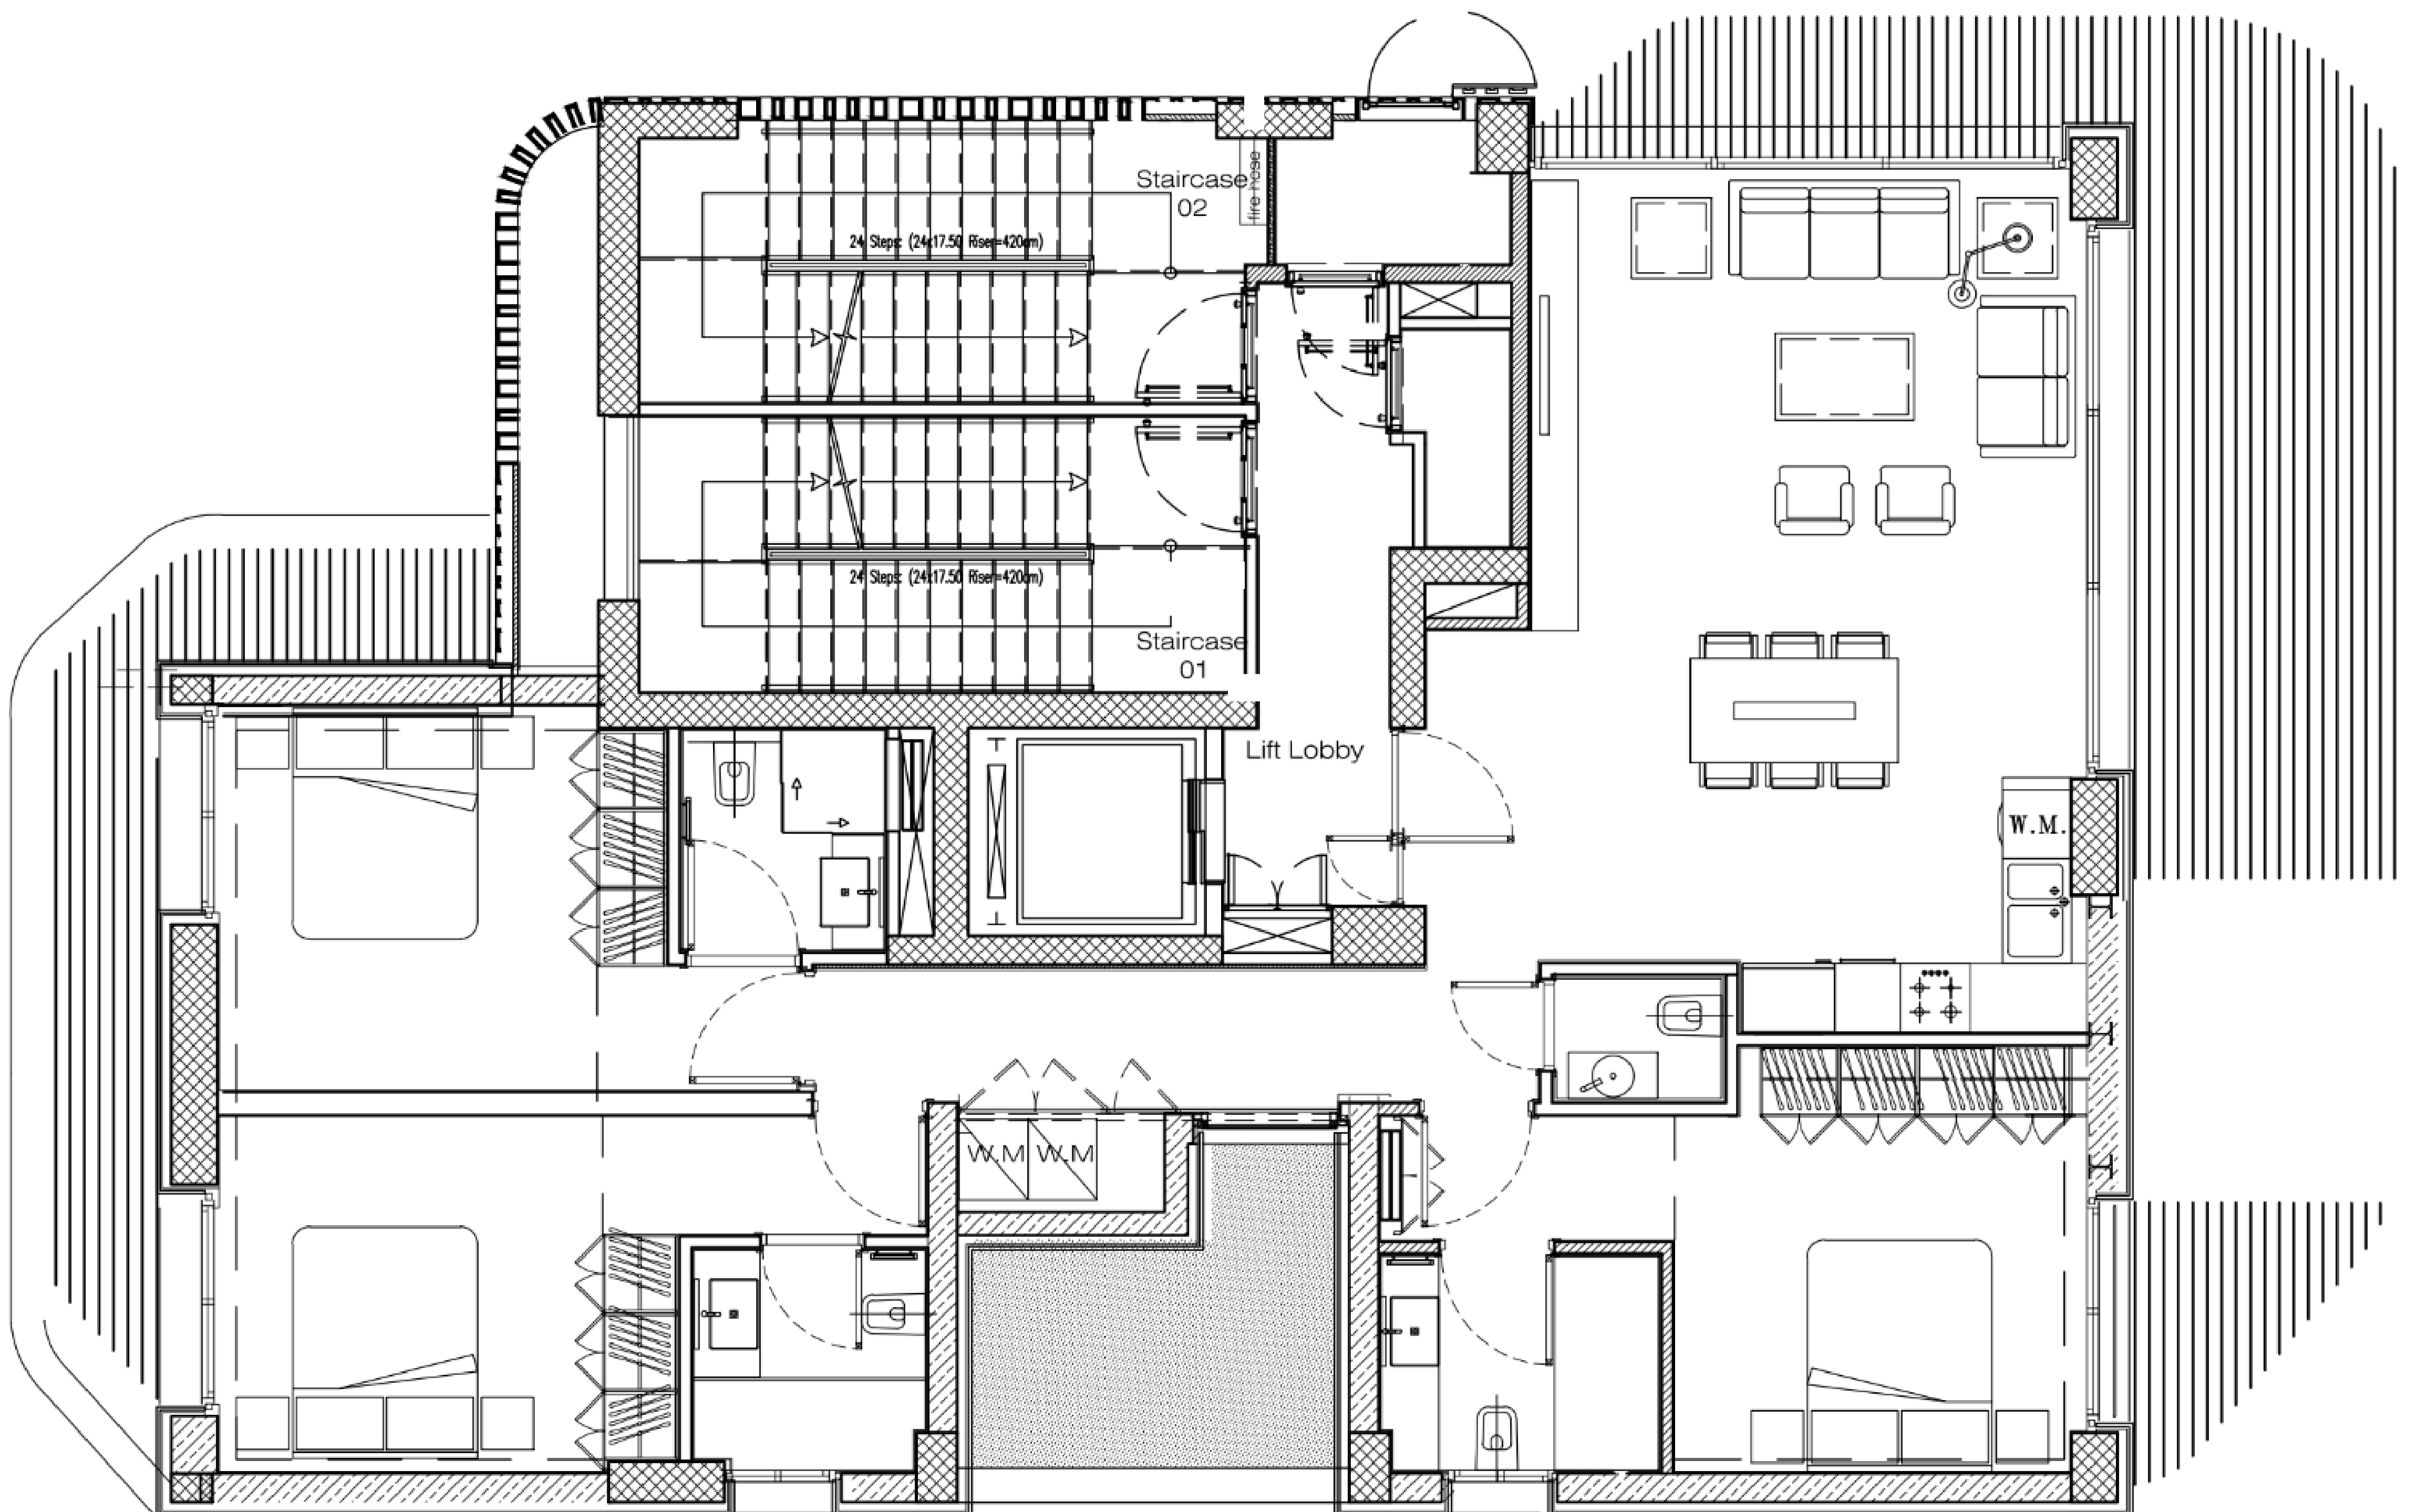 Staircase
02
fire hose
24 Steps: (24x17.50 Riser=420cm)
24 Steps: (24x17.50 Riser=420cm)
Staircase
01
Lift Lobby
W.M.
W.M W.M